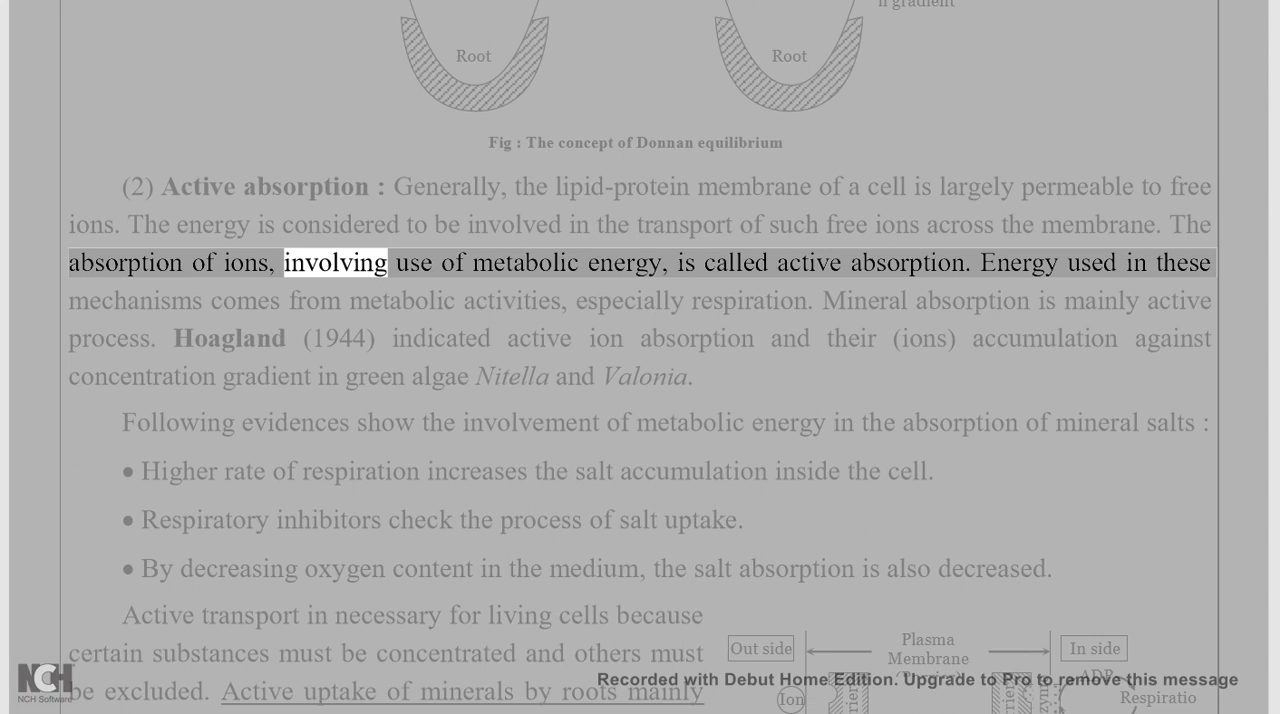 n gradient
Root
Root
Fig : The concept of Donnan equilibrium
(2) Active absorption : Generally, the lipid-protein membrane of a cell is largely permeable to free
ions. The energy is considered to be involved in the transport of such free ions across the membrane. The
absorption of ions, involving use of metabolic energy, is called active absorption. Energy used in these
mechanisms comes from metabolic activities, especially respiration. Mineral absorption is mainly active
process. Hoagland (1944) indicated active ion absorption and their (ions) accumulation against
concentration gradient in green algae Nitella and Valonia.
Following evidences show the involvement of metabolic energy in the absorption of mineral salts :
• Higher rate of respiration increases the salt accumulation inside the cell.
• Respiratory inhibitors check the process of salt uptake.
• By decreasing oxygen content in the medium, the salt absorption is also decreased.
Active transport in necessary for living cells because
certain substances must be concentrated and others must
be excluded. Active uptake of minerals by roots mainly
Out side
Plasma
Membrane
In side
ADP
Ion
Respiratio
NCH
NCH Software
Recorded with Debut Home Edition. Upgrade to Pro to remove this message